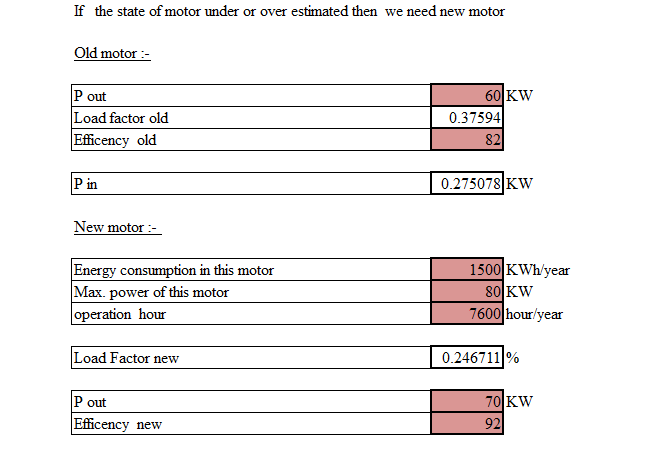 If the state of motor under or over estimated then we need new motor
Old motor :-
P out 60 KW
Load factor old 0.37594
Efficency old 82
P in 0.275078 KW
New motor :-
Energy consumption in this motor 1500 KWh/year
Max. power of this motor 80 KW
operation hour 7600 hour/year
Load Factor new 0.246711 %
P out 70 KW
Efficency new 92